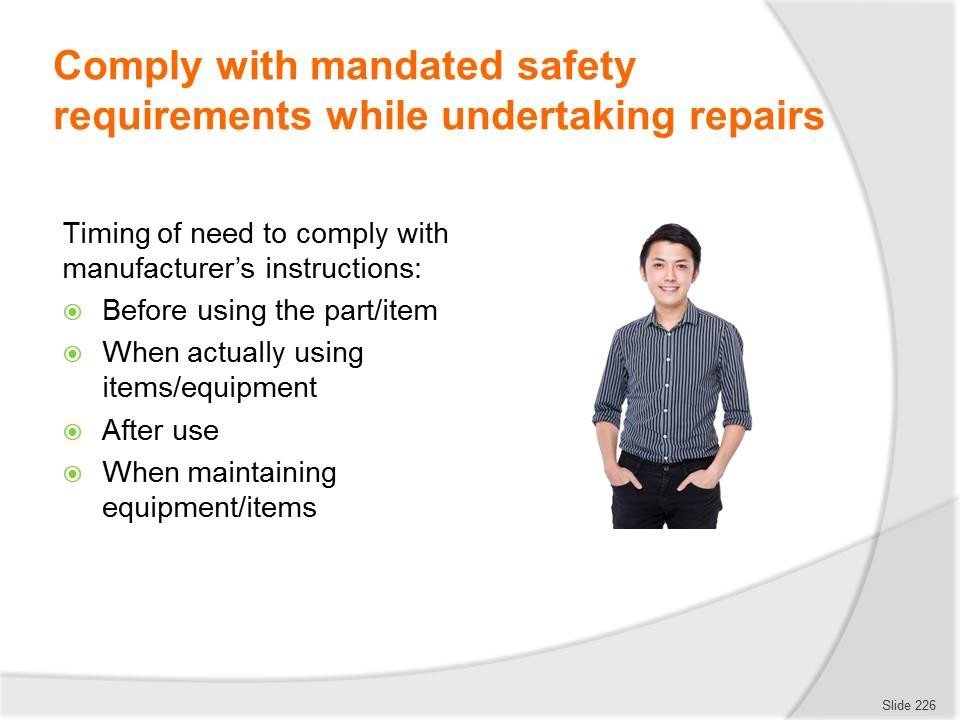 Comply with mandated safety
requirements while undertaking repairs
Timing of need to comply with
manufacturer’s instructions:
Before using the part/item
When actually using
items/equipment
After use
When maintaining
equipment/items
Slide 226